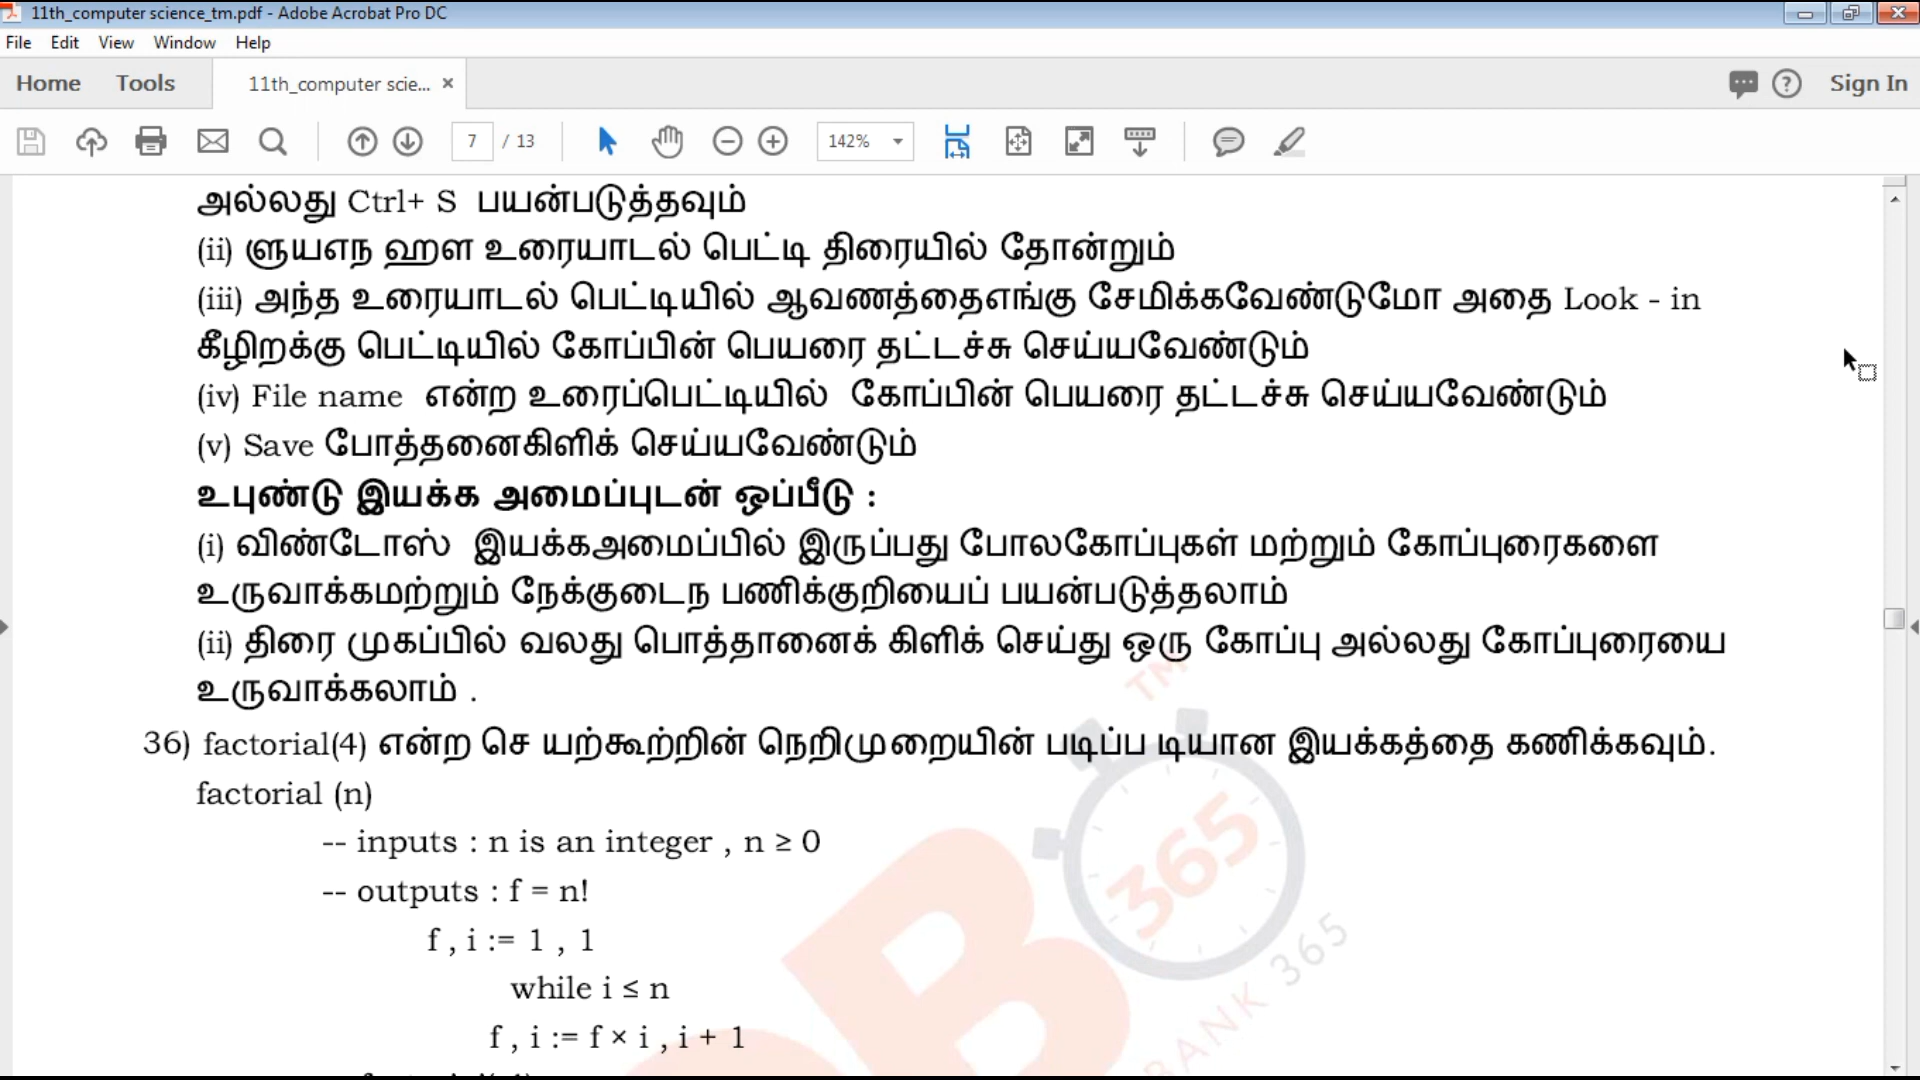 11th_computer science_tm.pdf - Adobe Acrobat Pro DC
File Edit View Window Help
Home Tools 11th_computer scie... × Sign In
7 / 13 142%
அல்லது Ctrl+ S பயன்படுத்தவும்
(ii) ளுயஎந ஹள உரையாடல் பெட்டி திரையில் தோன்றும்
(iii) அந்த உரையாடல் பெட்டியில் ஆவணத்தைஎங்கு சேமிக்கவேண்டுமோ அதை Look - in
கீழிறக்கு பெட்டியில் கோப்பின் பெயரை தட்டச்சு செய்யவேண்டும்
(iv) File name என்ற உரைப்பெட்டியில் கோப்பின் பெயரை தட்டச்சு செய்யவேண்டும்
(v) Save போத்தனைகிளிக் செய்யவேண்டும்
உபுண்டு இயக்க அமைப்புடன் ஒப்பீடு :
(i) விண்டோஸ் இயக்கஅமைப்பில் இருப்பது போலகோப்புகள் மற்றும் கோப்புரைகளை
உருவாக்கமற்றும் நேக்குடைந பணிக்குறியைப் பயன்படுத்தலாம்
(ii) திரை முகப்பில் வலது பொத்தானைக் கிளிக் செய்து ஒரு கோப்பு அல்லது கோப்புரையை
உருவாக்கலாம் .
36) factorial(4) என்ற செ யற்கூற்றின் நெறிமுறையின் படிப்ப டியான இயக்கத்தை கணிக்கவும்.
factorial (n)
-- inputs : n is an integer , n ≥ 0
-- outputs : f = n!
f , i := 1 , 1
while i ≤ n
f , i := f × i , i + 1
TM
365
BANK 365